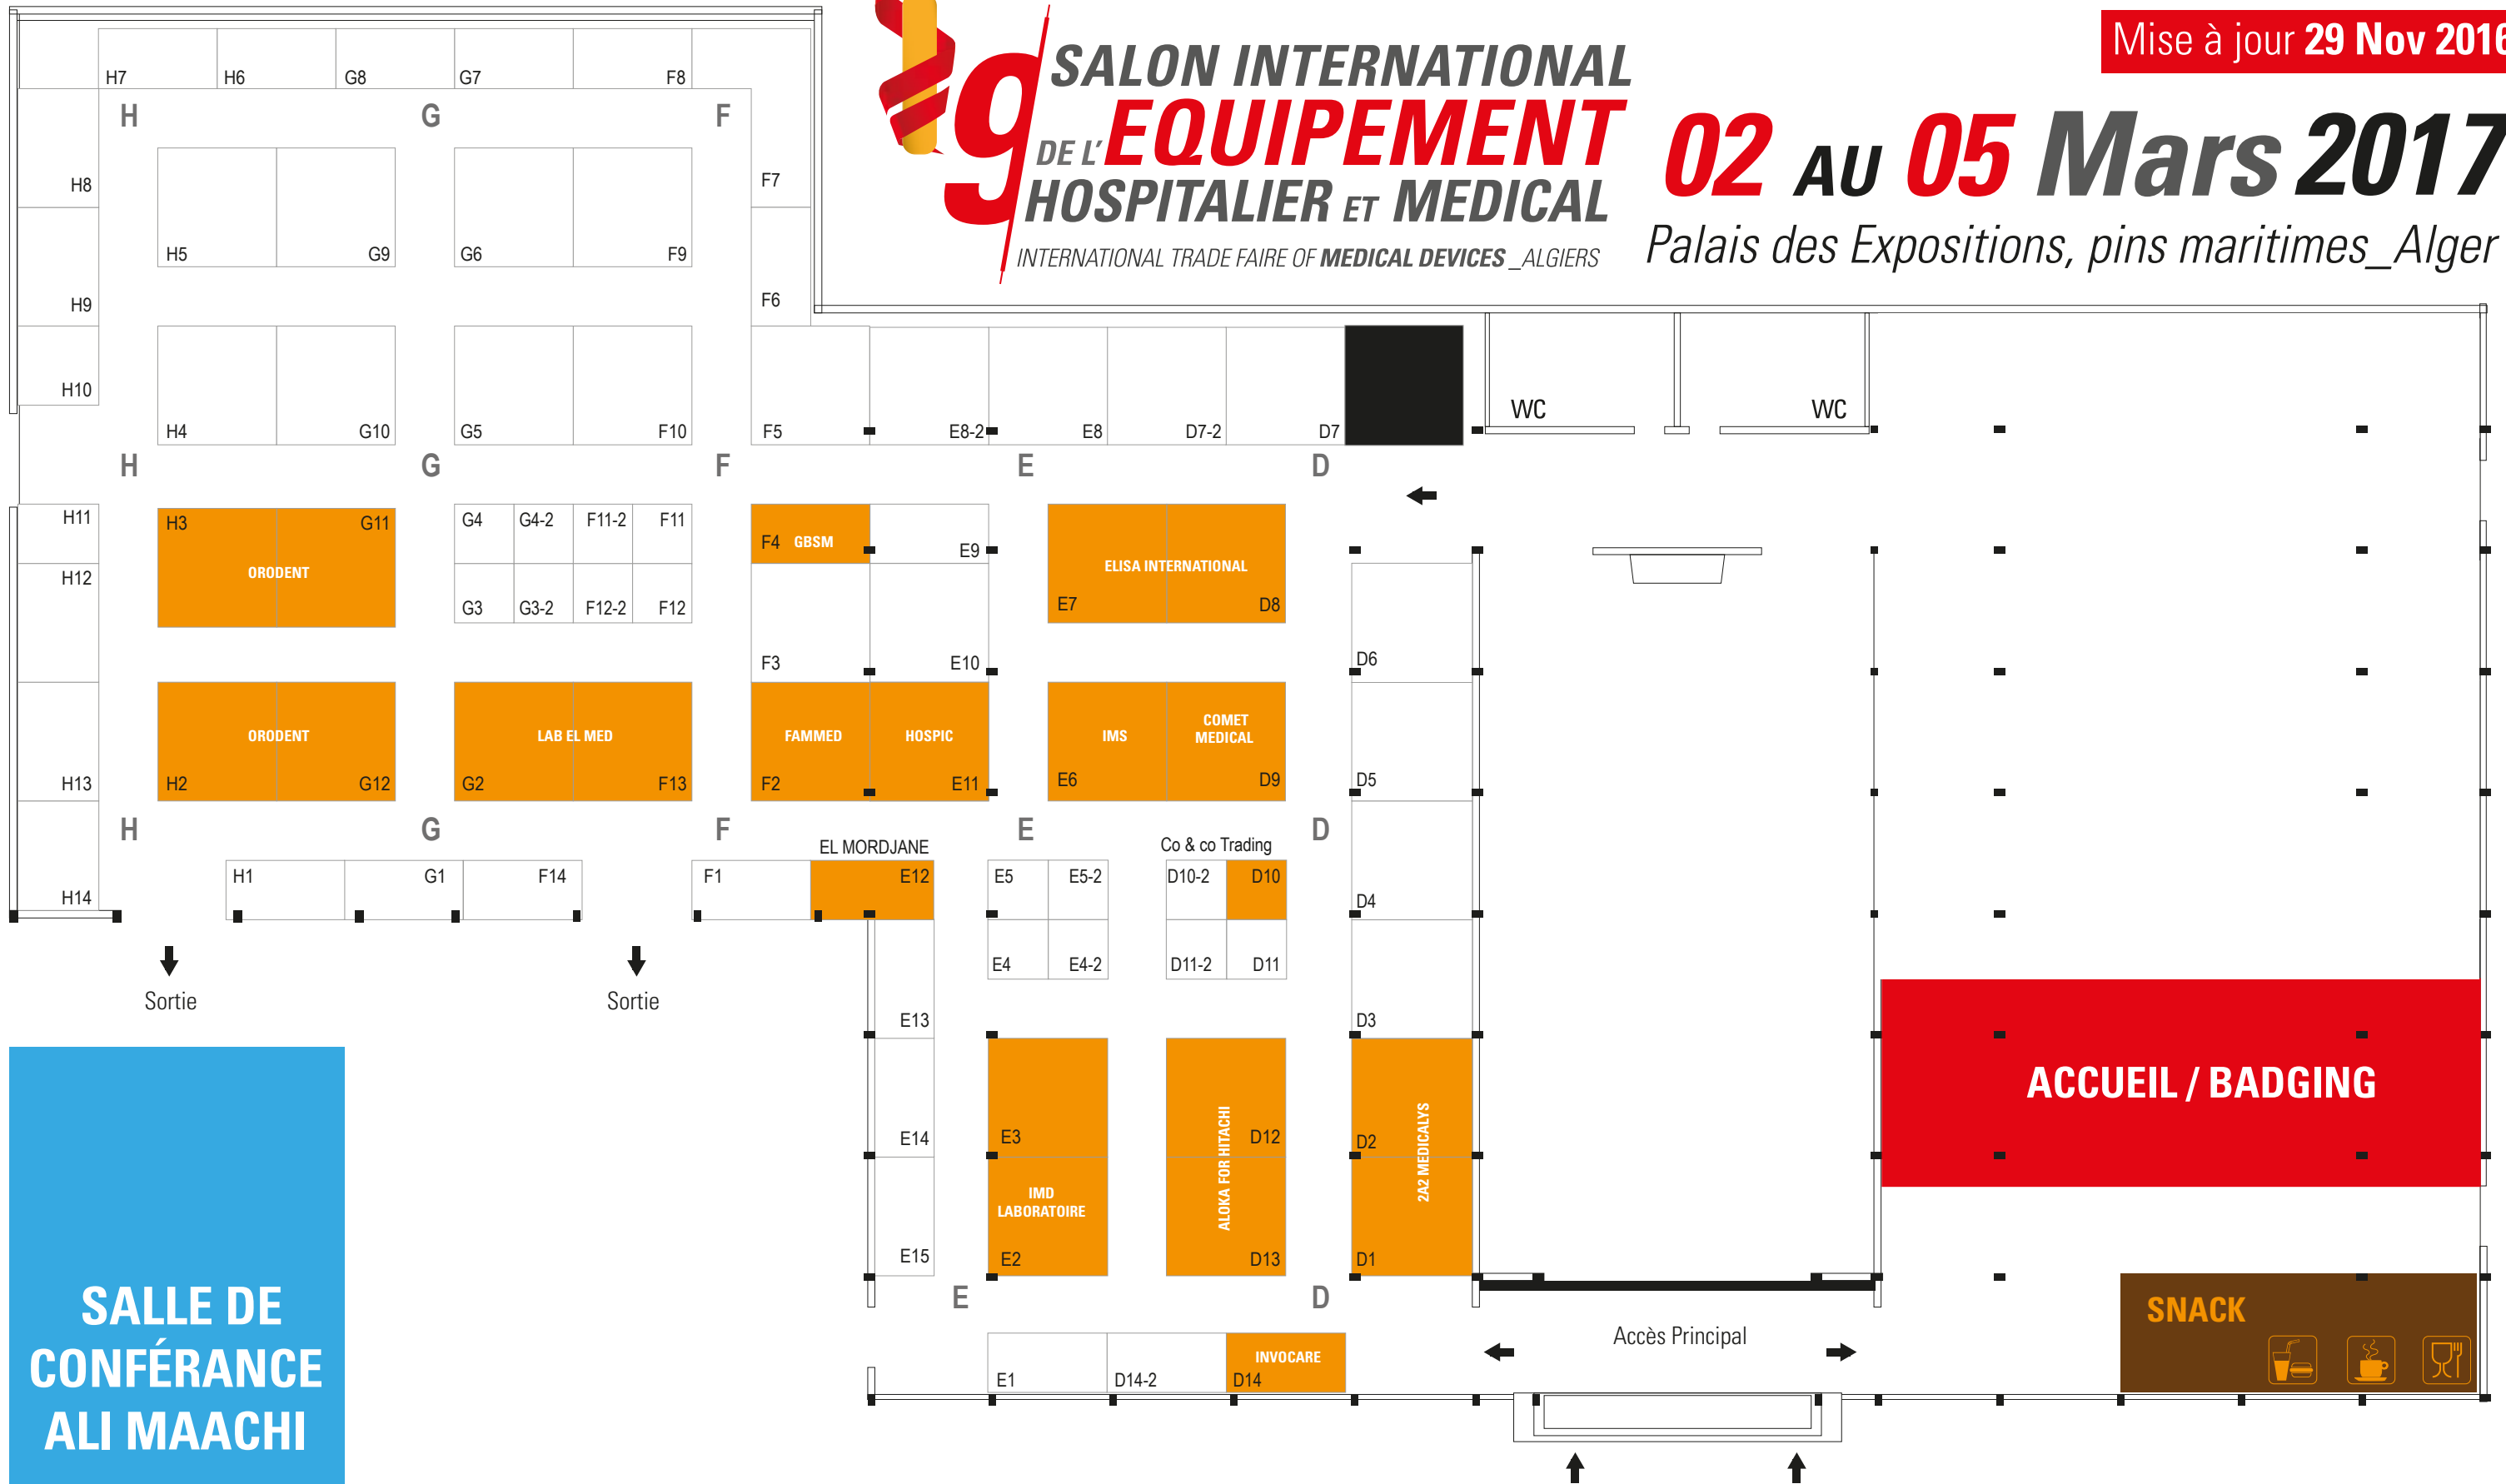 Mise à jour 29 Nov 2016
g
SALON INTERNATIONAL
DE L' EQUIPEMENT
HOSPITALIER ET MEDICAL
INTERNATIONAL TRADE FAIRE OF MEDICAL DEVICES _ALGIERS
02 AU 05 Mars 2017
Palais des Expositions, pins maritimes_Alger
H7 H6 G8 G7 F8
H G F
H8 F7
H5 G9 G6 F9
H9 F6
H10
H4 G10 G5 F10 F5 E8-2 E8 D7-2 D7
WC WC
H G F E D
H11 H3 G11 G4 G4-2 F11-2 F11
F4 GBSM E9
ORODENT
ELISA INTERNATIONAL
H12 G3 G3-2 F12-2 F12 E7 D8
F3 E10 D6
ORODENT LAB EL MED FAMMED HOSPIC IMS
COMET
MEDICAL
H13 H2 G12 G2 F13 F2 E11 E6 D9 D5
H G F E D
EL MORDJANE Co & co Trading
H14 H1 G1 F14 F1 E12 E5 E5-2 D10-2 D10 D4
E4 E4-2 D11-2 D11
Sortie Sortie
E13 D3
ACCUEIL / BADGING
E14 E3 D12 D2
ALOKA FOR HITACHI
2A2 MEDICALYS
IMD
LABORATOIRE
E15 E2 D13 D1
E D
SALLE DE
CONFÉRANCE
ALI MAACHI
SNACK
Accès Principal
INVOCARE
E1 D14-2 D14